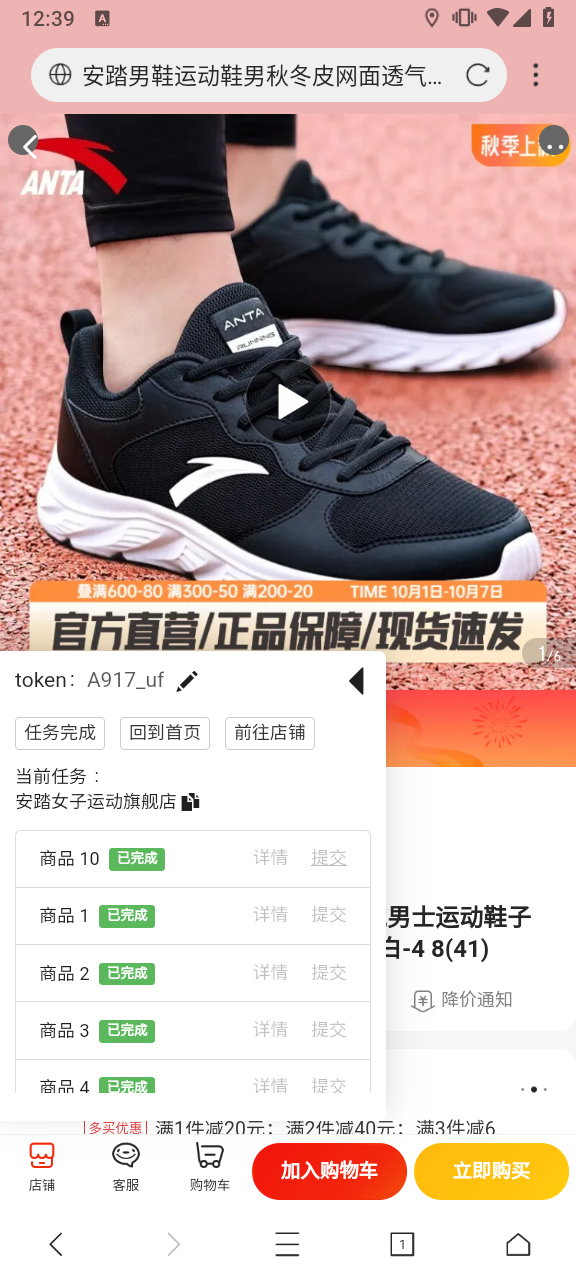 12:39
A
安踏男鞋运动鞋男秋冬皮网面透气...
ANTA
秋季上
ANTA
RUNNING
叠满600-80 满300-50 满200-20 TIME 10月1日-10月7日
官方直营/正品保障/现货速发
1/6
token: A917_uf
任务完成 回到首页 前往店铺
当前任务：
安踏女子运动旗舰店
商品 10 已完成 详情 提交
商品 1 已完成 详情 提交
商品 2 已完成 详情 提交
商品 3 已完成 详情 提交
商品 4 已完成 详情 提交
男士运动鞋子
白-4 8(41)
降价通知
多买优惠 满1件减20元；满2件减40元；满3件减6...
店铺 客服 购物车 加入购物车 立即购买
1